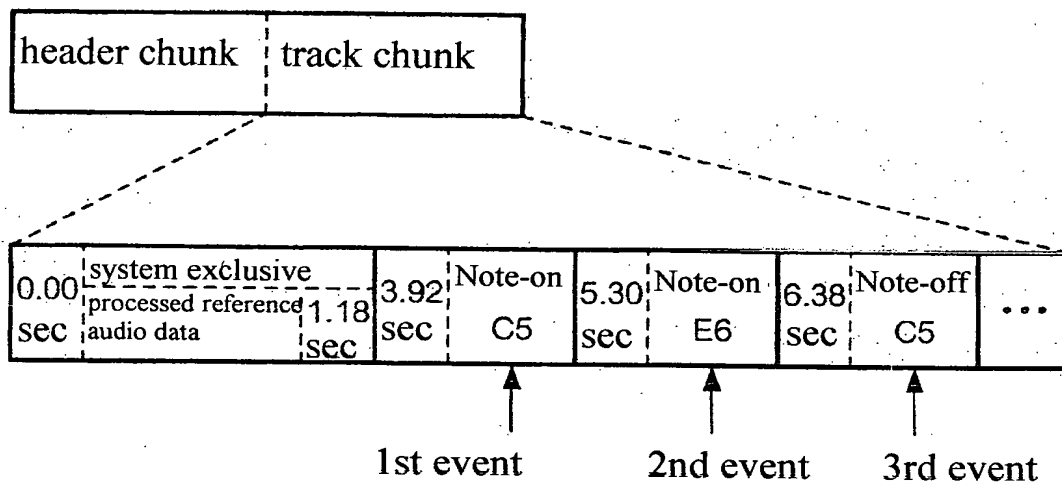 header chunk track chunk
0.00 sec
system exclusive
processed reference audio data
1.18 sec
3.92 sec
Note-on C5
5.30 sec
Note-on E6
6.38 sec
Note-off C5
...
1st event 2nd event 3rd event